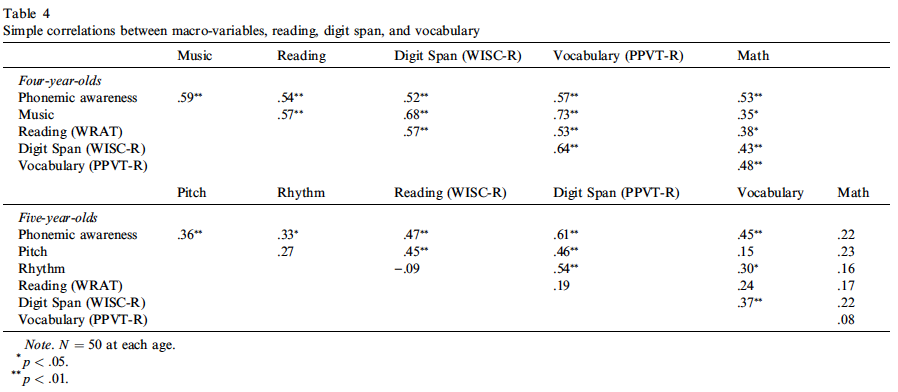 Table 4
Simple correlations between macro-variables, reading, digit span, and vocabulary
Music Reading Digit Span (WISC-R) Vocabulary (PPVT-R) Math
Four-year-olds
Phonemic awareness .59** .54** .52** .57** .53**
Music .57** .68** .73** .35*
Reading (WRAT) .57** .53** .38*
Digit Span (WISC-R) .64** .43**
Vocabulary (PPVT-R) .48**
Pitch Rhythm Reading (WISC-R) Digit Span (PPVT-R) Vocabulary Math
Five-year-olds
Phonemic awareness .36** .33* .47** .61** .45** .22
Pitch .27 .45** .46** .15 .23
Rhythm −.09 .54** .30* .16
Reading (WRAT) .19 .24 .17
Digit Span (WISC-R) .37** .22
Vocabulary (PPVT-R) .08
Note. N = 50 at each age.
* p < .05.
** p < .01.